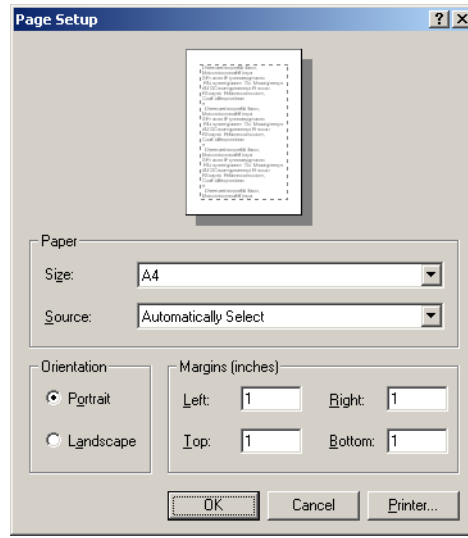 Page Setup
Paper
Size: A4
Source: Automatically Select
Orientation Margins (inches)
Portrait Left: 1 Right: 1
Landscape Top: 1 Bottom: 1
OK Cancel Printer...